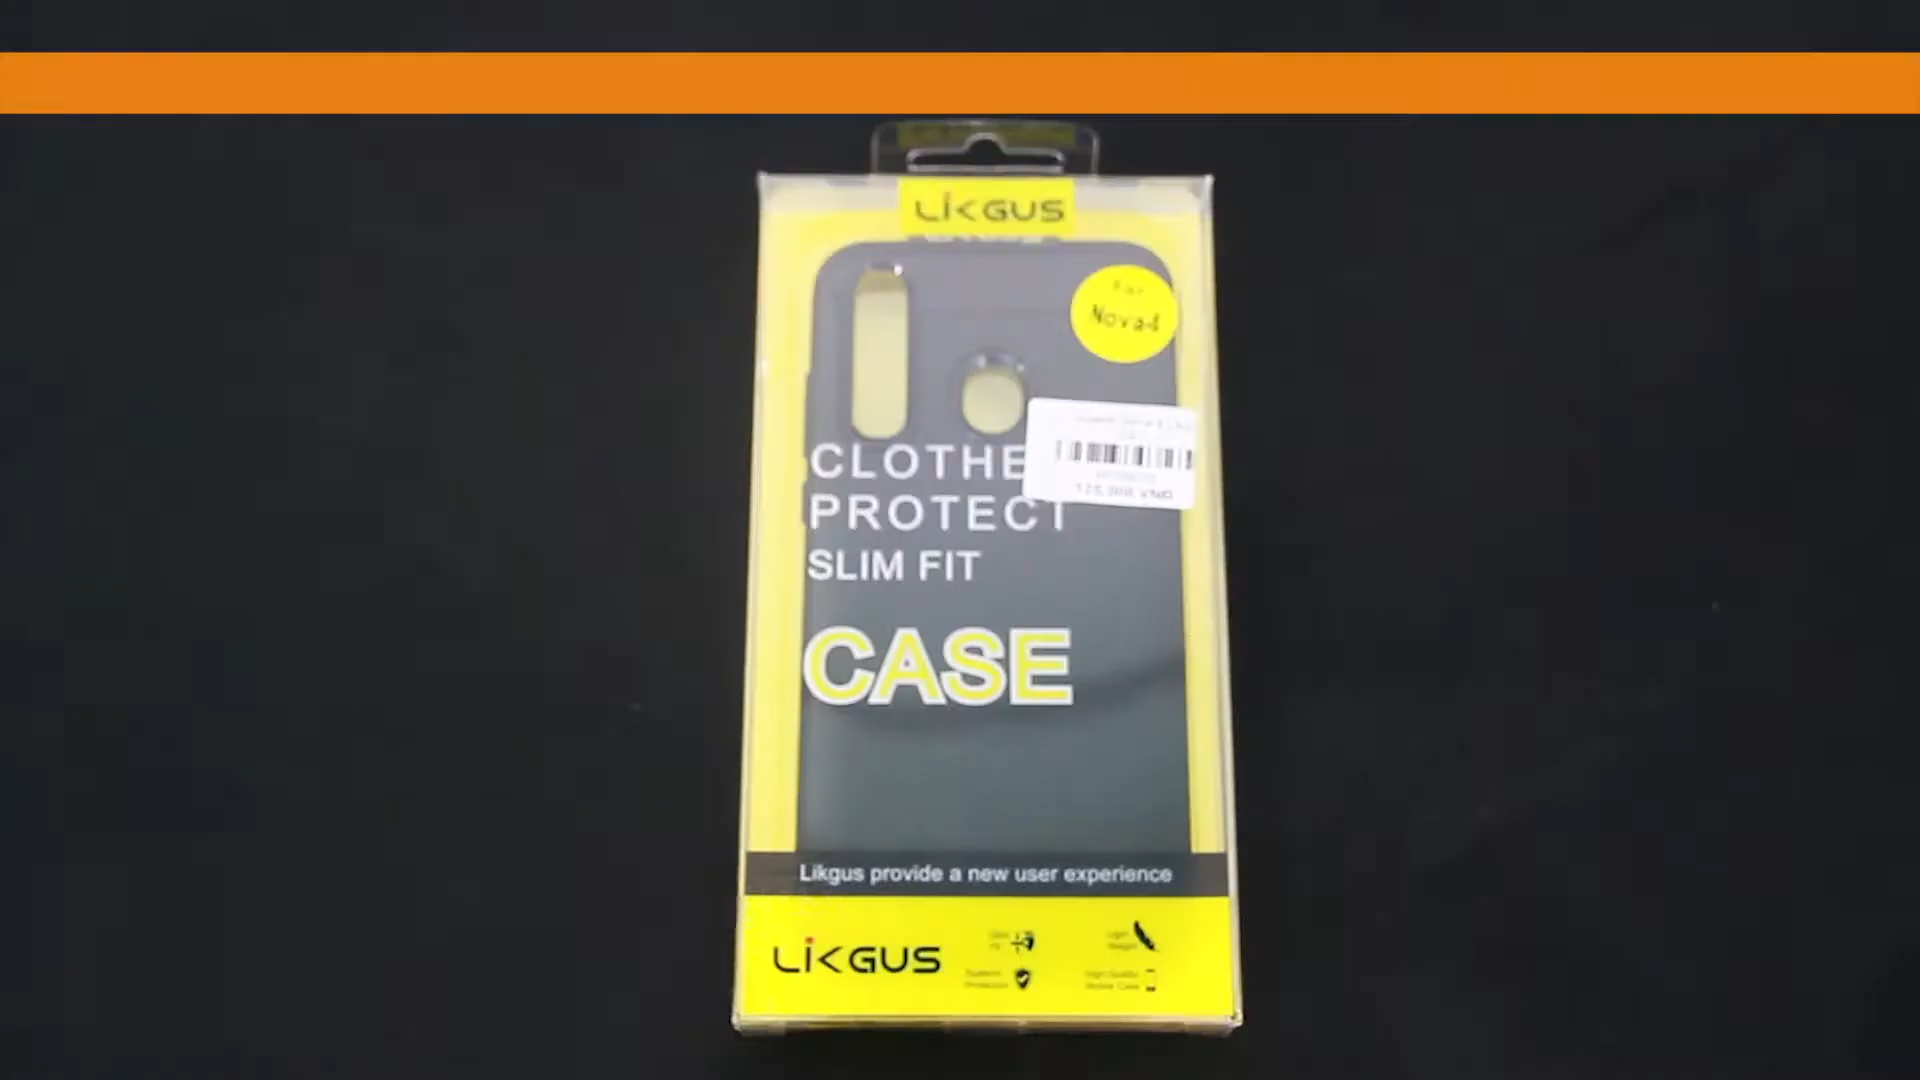 LIKGUS
For
Nova4
CLOTHE
PROTECT
SLIM FIT
CASE
Likgus provide a new user experience
LIKGUS